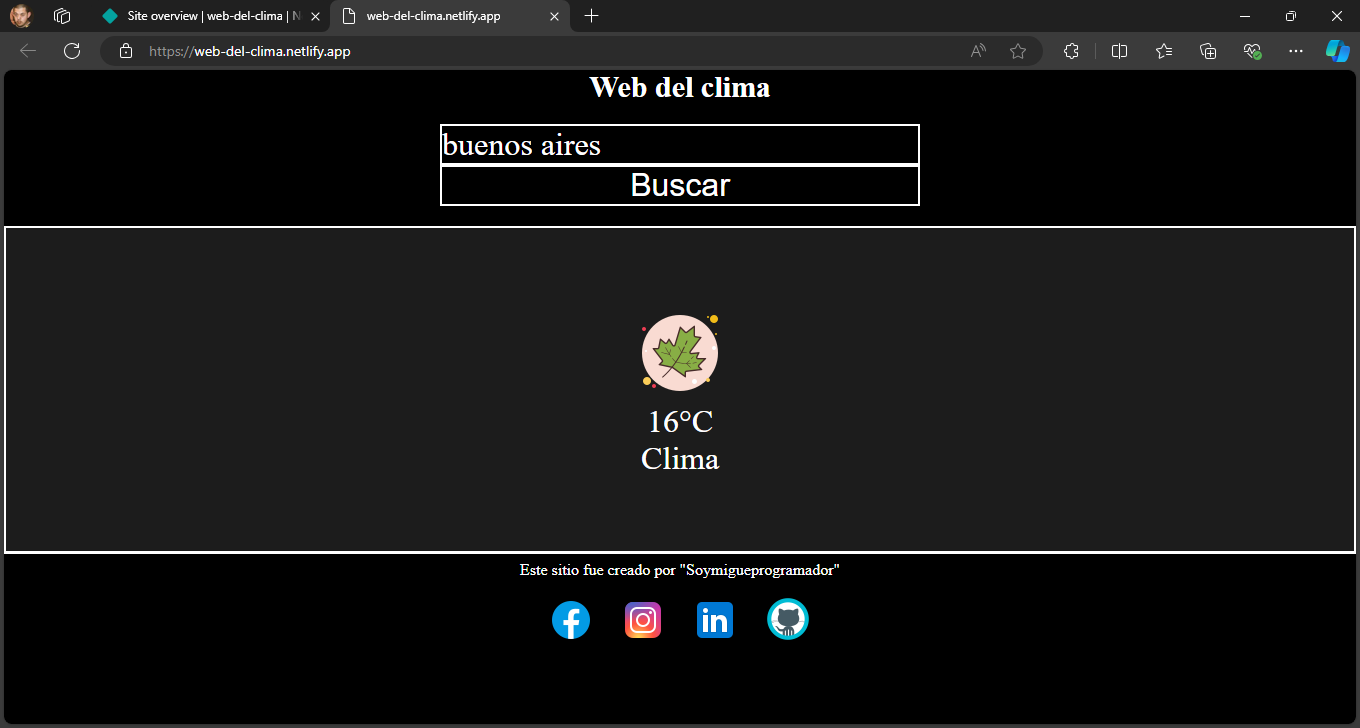 Site overview | web-del-clima | N
web-del-clima.netlify.app
https://web-del-clima.netlify.app
Web del clima
buenos aires
Buscar
16°C
Clima
Este sitio fue creado por "Soymigueprogramador"